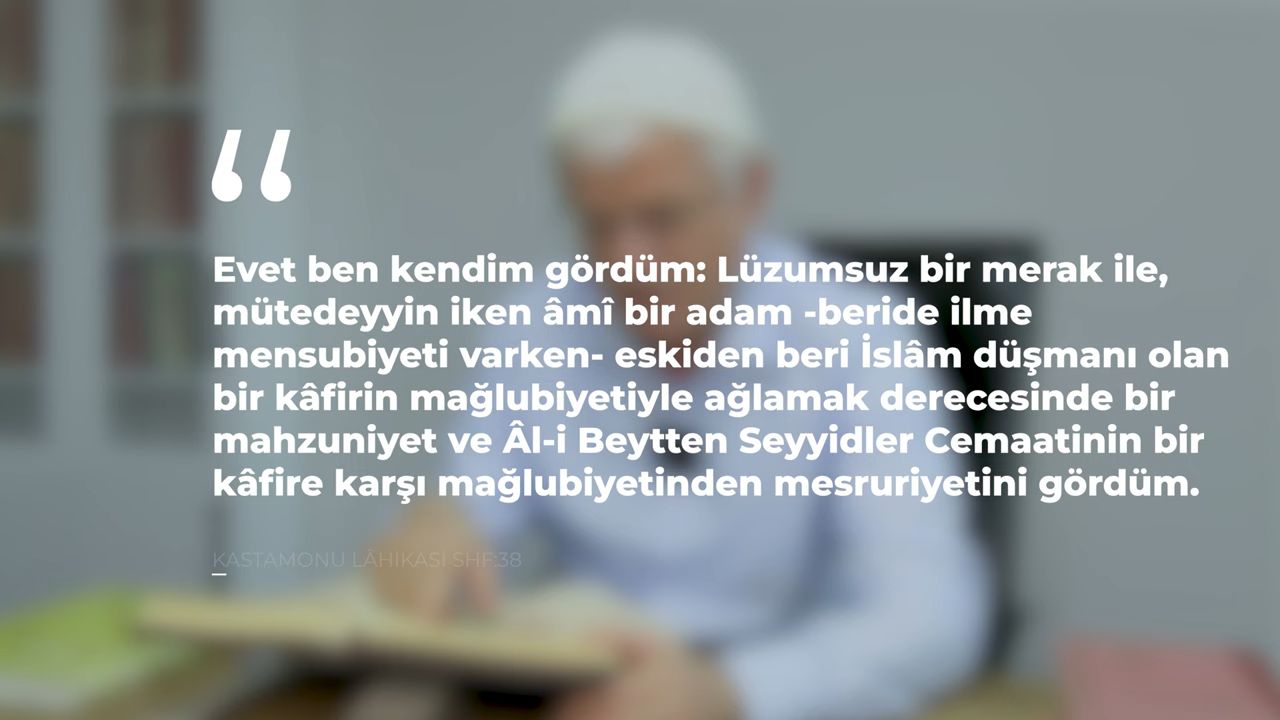 “
Evet ben kendim gördüm: Lüzumsuz bir merak ile,
mütedeyyin iken âmî bir adam -beride ilme
mensubiyeti varken- eskiden beri İslâm düşmanı olan
bir kâfirin mağlubiyetiyle ağlamak derecesinde bir
mahzuniyet ve Âl-i Beytten Seyyidler Cemaatinin bir
kâfire karşı mağlubiyetinden mesruriyetini gördüm.
KASTAMONU LÂHIKASI SHF:38